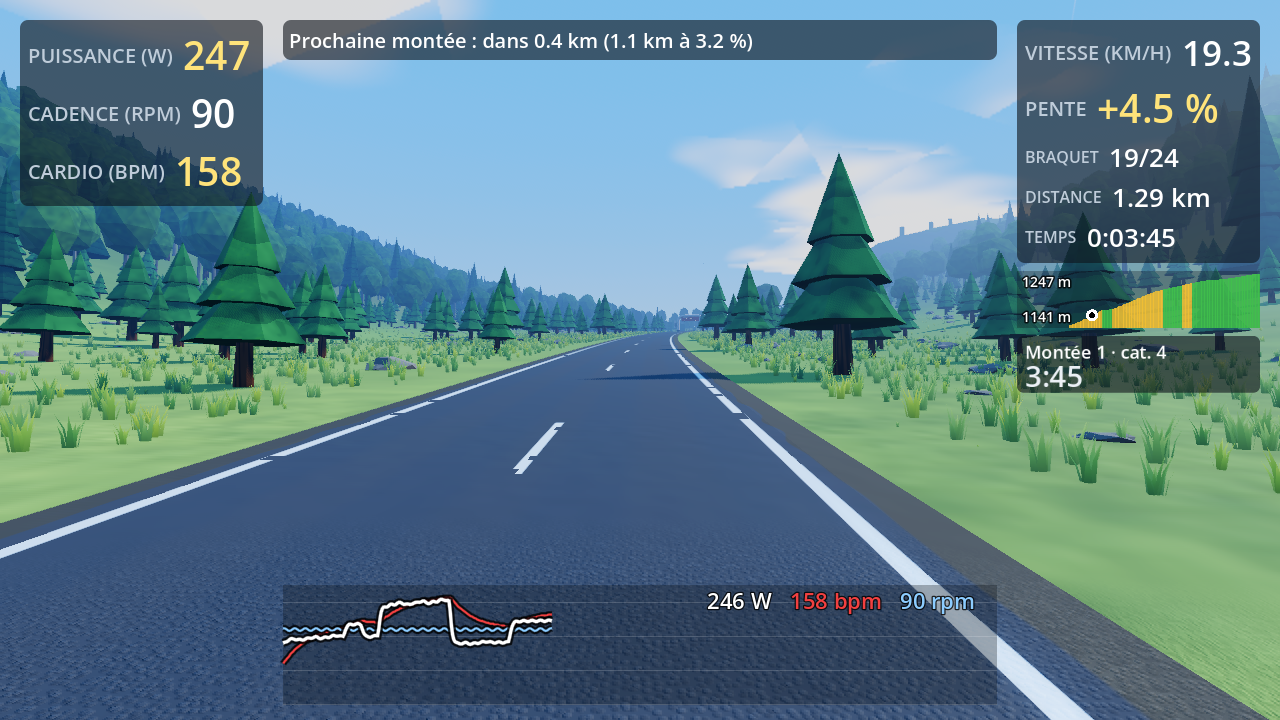 PUISSANCE (W) 247
CADENCE (RPM) 90
CARDIO (BPM) 158
Prochaine montée : dans 0.4 km (1.1 km à 3.2 %)
VITESSE (KM/H) 19.3
PENTE +4.5 %
BRAQUET 19/24
DISTANCE 1.29 km
TEMPS 0:03:45
1247 m
1141 m
Montée 1 · cat. 4
3:45
246 W 158 bpm 90 rpm